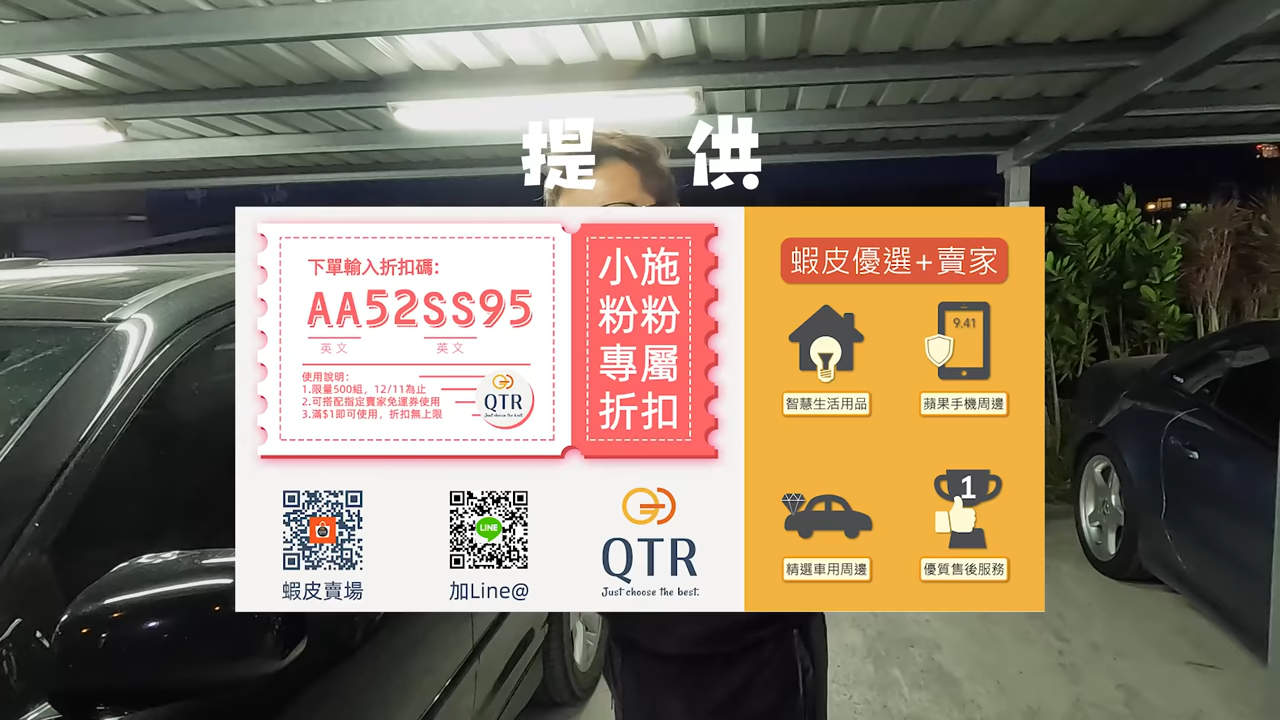 提 供
下單輸入折扣碼:
AA52SS95
英文 英文
使用說明:
1.限量500組，12/11為止
2.可搭配指定賣家免運券使用
3.滿$1即可使用，折扣無上限
QTR
Just choose the best.
小施
粉粉
專屬
折扣
蝦皮賣場
LINE
加Line@
QTR
Just choose the best.
蝦皮優選+賣家
9.41
智慧生活用品
蘋果手機周邊
1
精選車用周邊
優質售後服務